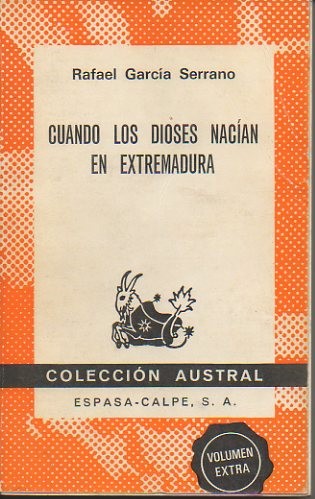 Rafael García Serrano
CUANDO LOS DIOSES NACÍAN
EN EXTREMADURA
COLECCIÓN AUSTRAL
ESPASA-CALPE, S. A.
VOLUMEN
EXTRA